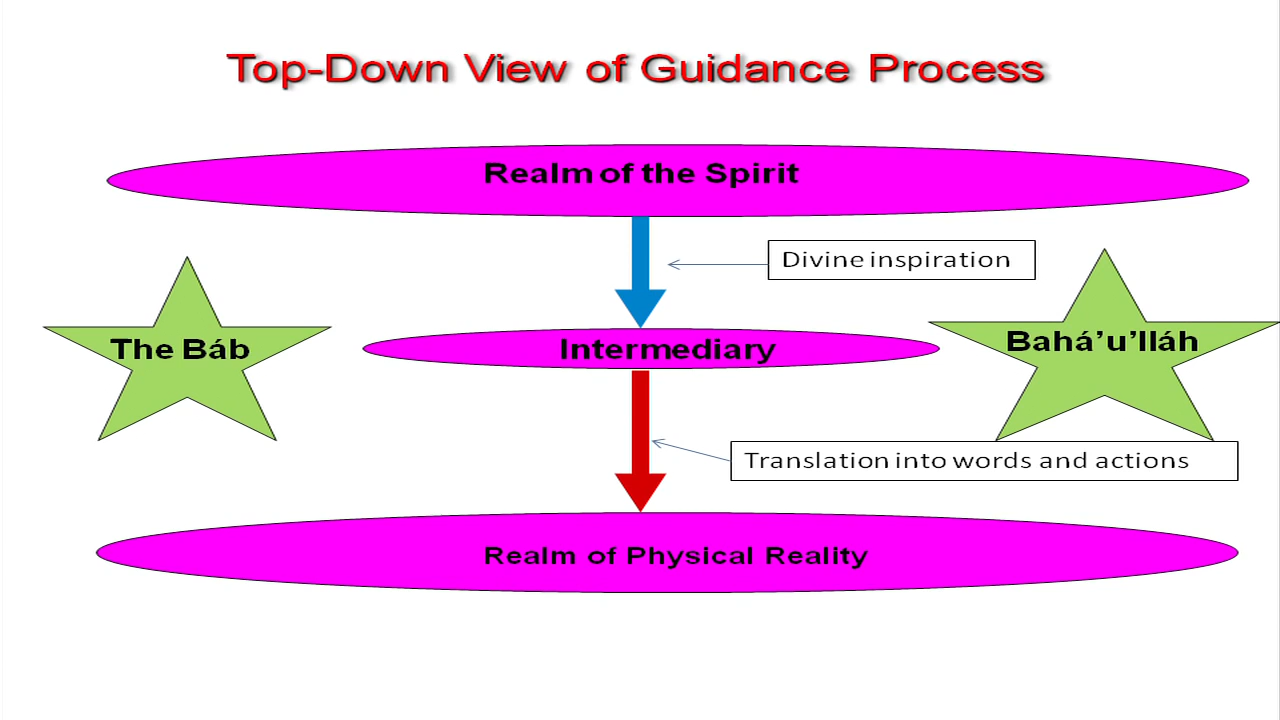 Top-Down View of Guidance Process
Realm of the Spirit
Divine inspiration
The Báb
Intermediary
Bahá’u’lláh
Translation into words and actions
Realm of Physical Reality